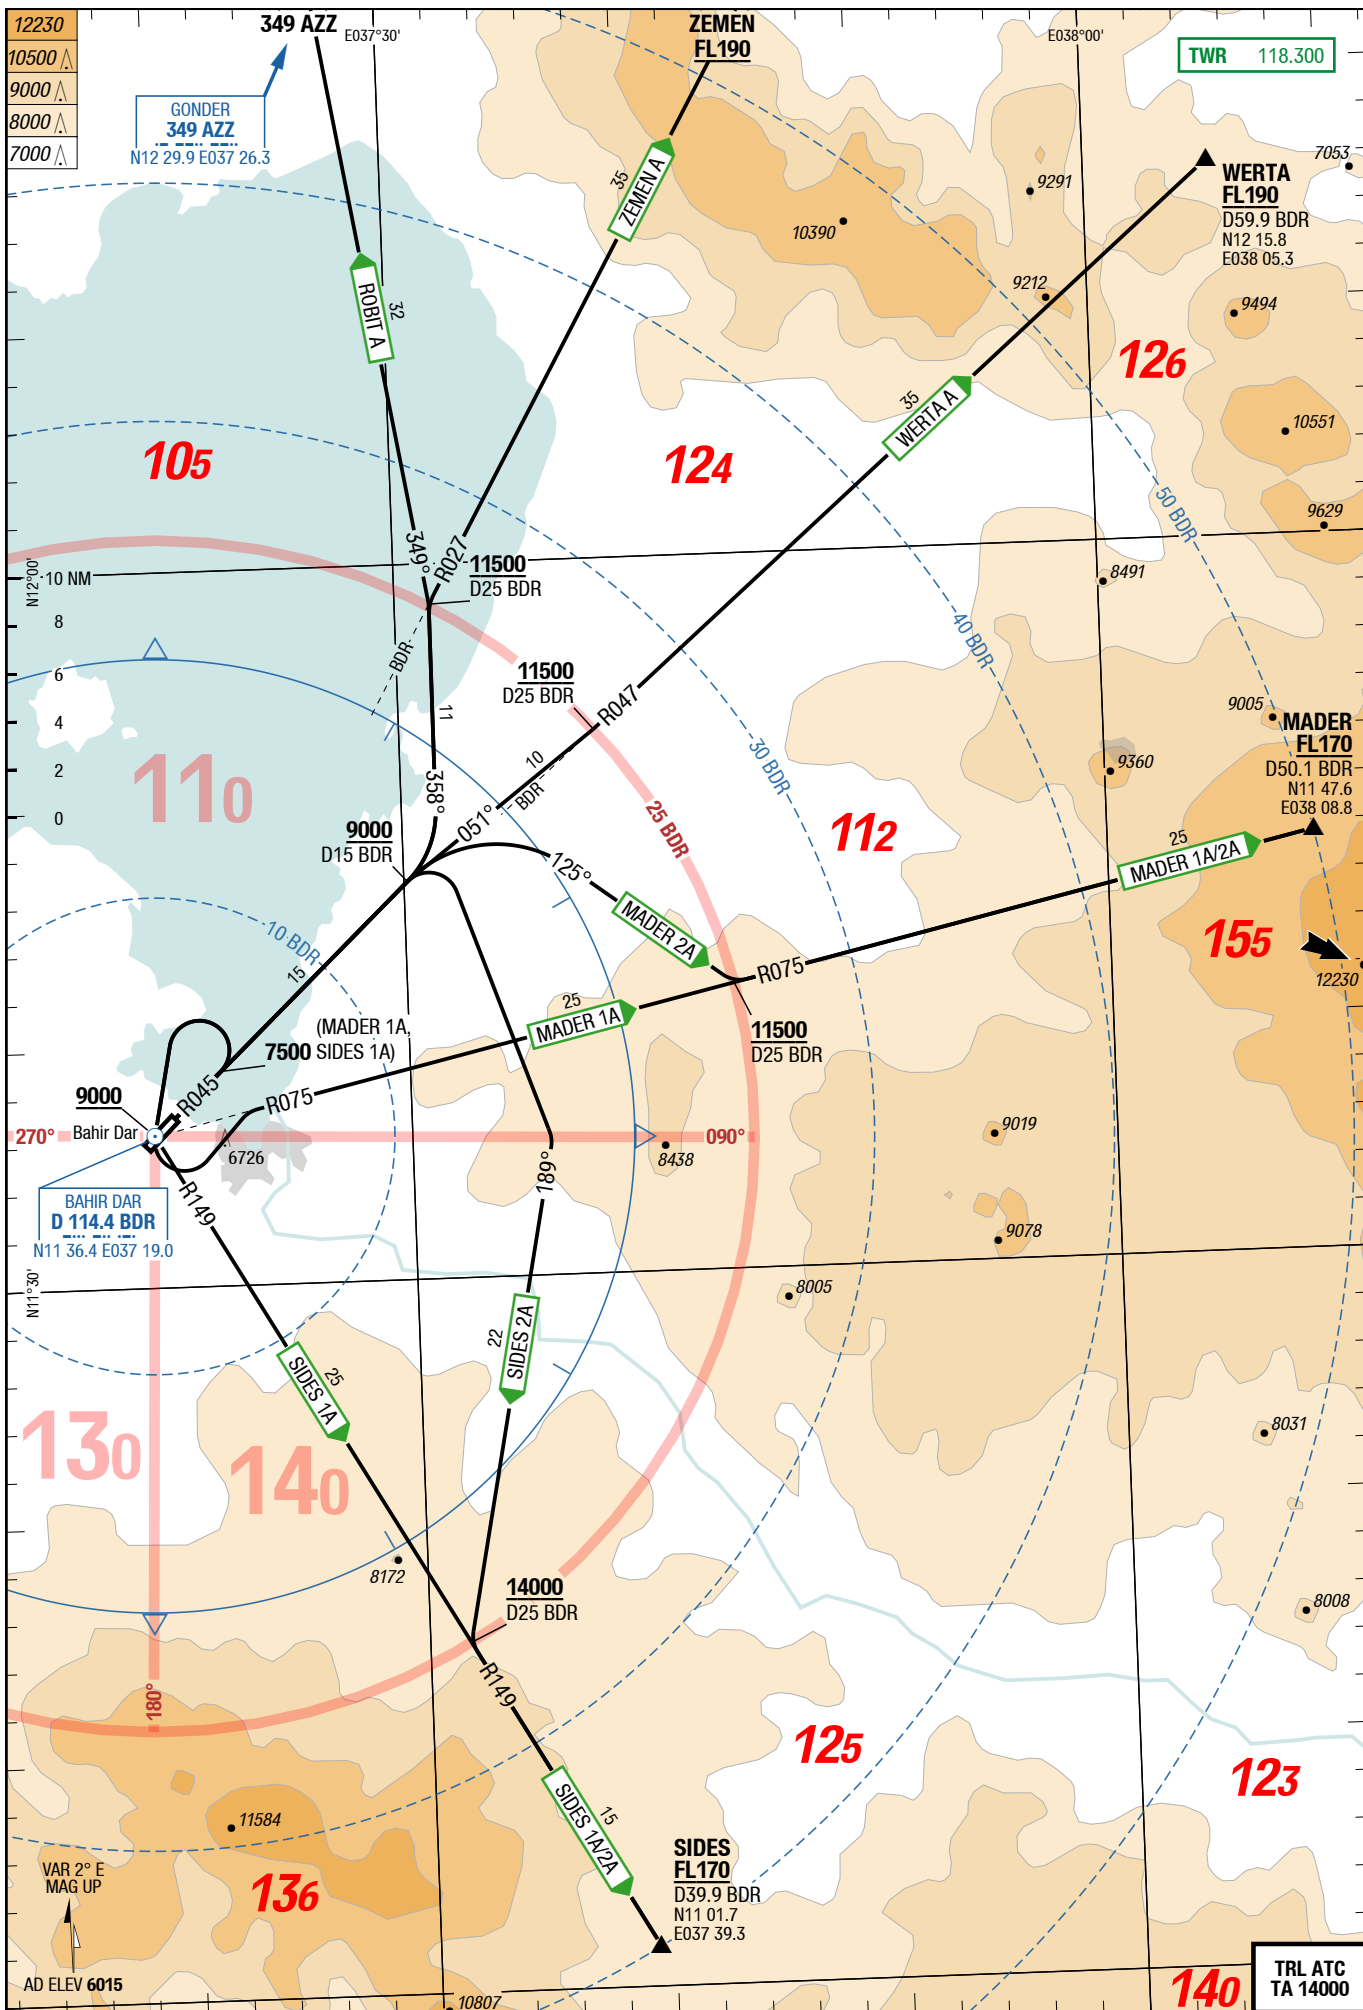 12230
10500
9000
8000
7000
349 AZZ
E037°30'
ZEMEN
FL190
E038°00'
TWR 118.300
GONDER
349 AZZ
N12 29.9 E037 26.3
35
ZEMEN A
9291
7053
WERTA
FL190
D59.9 BDR
N12 15.8
E038 05.3
10390
9212
9494
32
ROBIT A
126
35
WERTA A
10551
105
124
50 BDR
9629
349°
R027
11500
D25 BDR
N12°00'
10 NM
8
6
4
2
0
8491
40 BDR
BDR
11500
D25 BDR
R047
11
9005
MADER
FL170
D50.1 BDR
N11 47.6
E038 08.8
9360
30 BDR
110
358°
10
BDR
051°
25 BDR
9000
D15 BDR
112
125°
25
MADER 1A/2A
MADER 2A
155
12230
10 BDR
15
R075
25
MADER 1A
11500
D25 BDR
(MADER 1A,
7500 SIDES 1A)
R045
R075
9000
270°
Bahir Dar
090°
6726
8438
9019
189°
R149
BAHIR DAR
D 114.4 BDR
N11 36.4 E037 19.0
9078
N11°30'
8005
22
SIDES 2A
25
SIDES 1A
8031
130
140
8172
14000
D25 BDR
8008
R149
180°
125
123
15
SIDES 1A/2A
11584
SIDES
FL170
D39.9 BDR
N11 01.7
E037 39.3
VAR 2° E
MAG UP
136
AD ELEV 6015
10807
140
TRL ATC
TA 14000